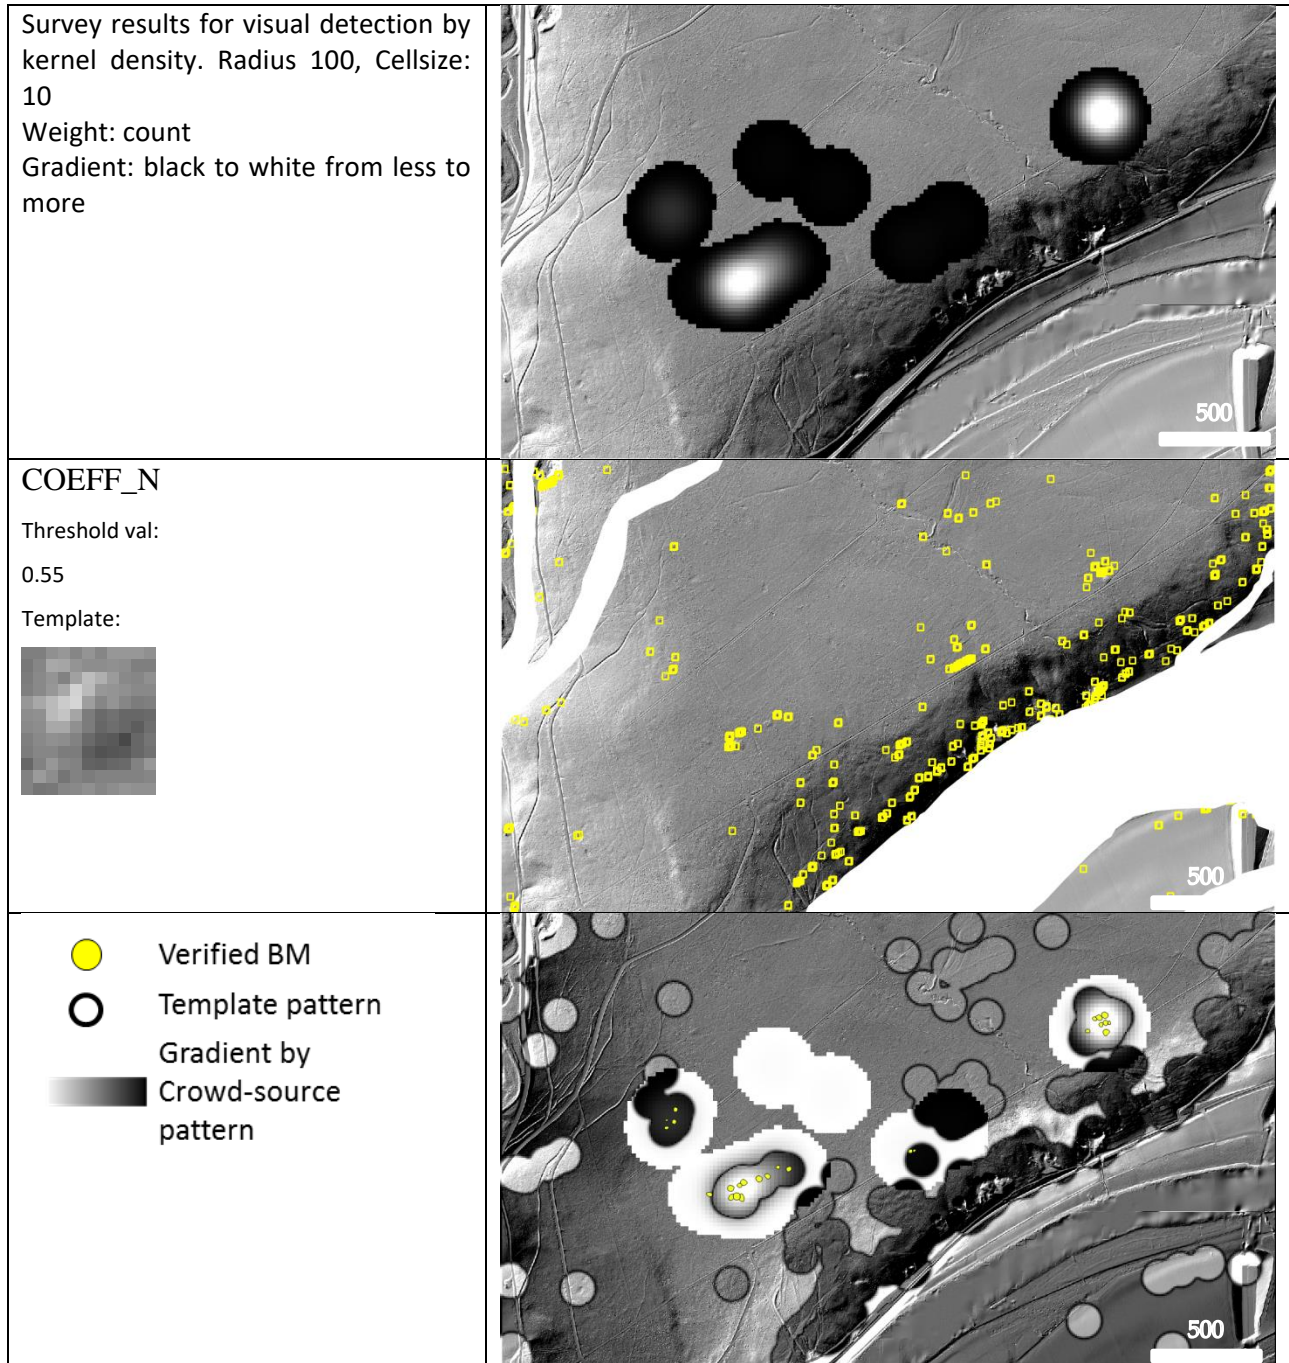 Survey results for visual detection by
kernel density. Radius 100, Cellsize:
10
Weight: count
Gradient: black to white from less to
more
500
COEFF_N
Threshold val:
0.55
Template:
500
Verified BM
Template pattern
Gradient by
Crowd-source
pattern
500